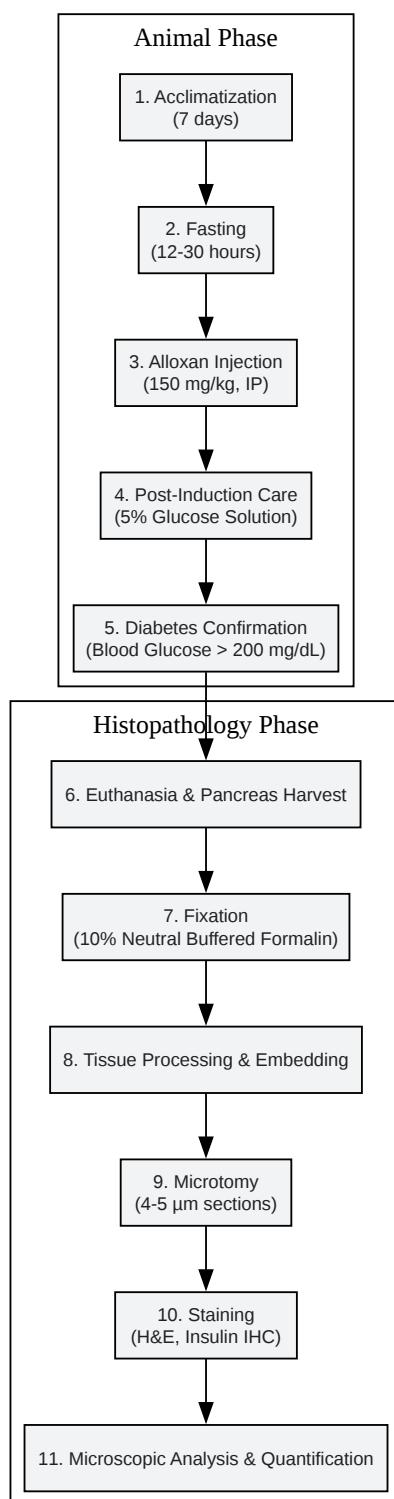 Animal Phase
1. Acclimatization
(7 days)
2. Fasting
(12-30 hours)
3. Alloxan Injection
(150 mg/kg, IP)
4. Post-Induction Care
(5% Glucose Solution)
5. Diabetes Confirmation
(Blood Glucose > 200 mg/dL)
Histopathology Phase
6. Euthanasia & Pancreas Harvest
7. Fixation
(10% Neutral Buffered Formalin)
8. Tissue Processing & Embedding
9. Microtomy
(4-5 µm sections)
10. Staining
(H&E, Insulin IHC)
11. Microscopic Analysis & Quantification